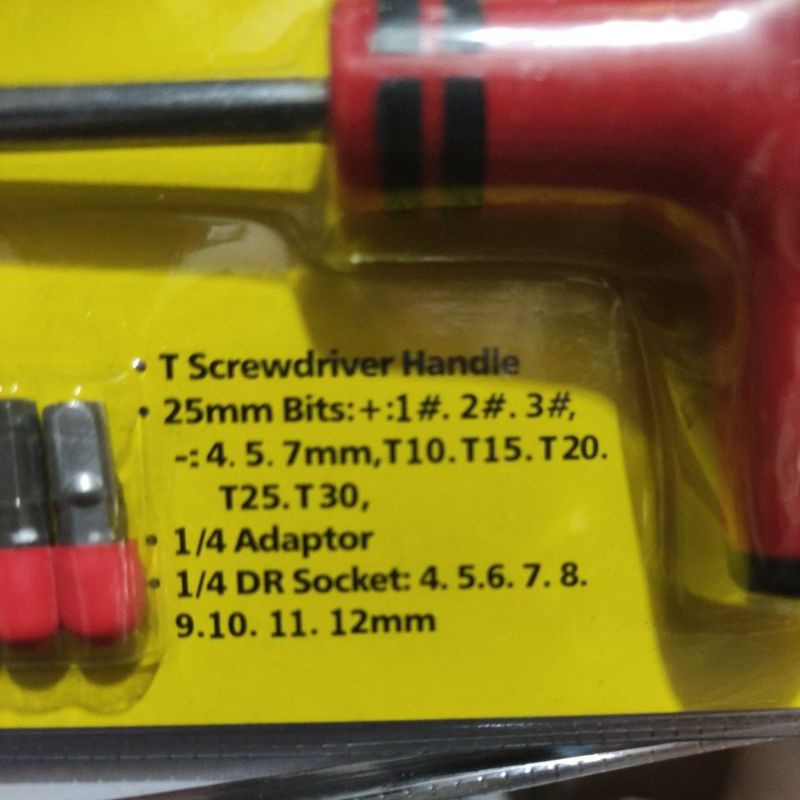 • T Screwdriver Handle
• 25mm Bits:+:1#. 2#. 3#,
-: 4. 5. 7mm,T10.T15.T20.
T25.T30,
• 1/4 Adaptor
• 1/4 DR Socket: 4. 5.6. 7. 8.
9.10. 11. 12mm